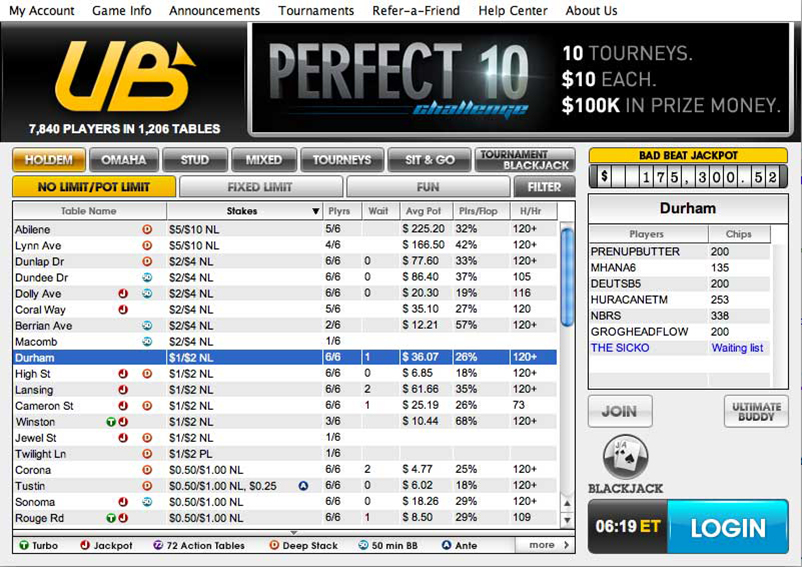 My Account Game Info Announcements Tournaments Refer-a-Friend Help Center About Us
UB
7,840 PLAYERS IN 1,206 TABLES
PERFECT 10
challenge
10 TOURNEYS.
$10 EACH.
$100K IN PRIZE MONEY.
HOLDEM OMAHA STUD MIXED TOURNEYS SIT & GO TOURNAMENT BLACKJACK
NO LIMIT/POT LIMIT FIXED LIMIT FUN FILTER
BAD BEAT JACKPOT
$ 175,300.52
Table Name Stakes Plyrs Wait Avg Pot Plrs/Flop H/Hr
Abilene D $5/$10 NL 5/6 $ 225.20 32% 120+
Lynn Ave D $5/$10 NL 4/6 $ 166.50 42% 120+
Dunlap Dr D $2/$4 NL 6/6 0 $ 77.60 33% 120+
Dundee Dr 50 $2/$4 NL 6/6 0 $ 86.40 37% 105
Dolly Ave J 50 $2/$4 NL 6/6 0 $ 20.30 19% 116
Coral Way J $2/$4 NL 5/6 $ 35.10 27% 120
Berrian Ave 50 $2/$4 NL 2/6 $ 12.21 57% 120+
Macomb 50 $2/$4 NL 1/6
Durham $1/$2 NL 6/6 1 $ 36.07 26% 120+
High St J D $1/$2 NL 6/6 0 $ 6.85 18% 120+
Lansing J $1/$2 NL 6/6 2 $ 61.66 35% 120+
Cameron St J D $1/$2 NL 6/6 1 $ 25.19 26% 73
Winston T J $1/$2 NL 3/6 $ 10.44 68% 120+
Jewel St J D $1/$2 NL 1/6
Twilight Ln D $1/$2 PL 1/6
Corona D $0.50/$1.00 NL 6/6 2 $ 4.77 25% 120+
Tustin D $0.50/$1.00 NL, $0.25 A 6/6 0 $ 6.02 18% 120+
Sonoma J 50 $0.50/$1.00 NL 6/6 0 $ 18.26 29% 120+
Rouge Rd T J $0.50/$1.00 NL 6/6 1 $ 8.50 29% 109
T Turbo J Jackpot 72 72 Action Tables D Deep Stack 50 50 min BB A Ante more >
Durham
Players Chips
PRENUPBUTTER 200
MHANA6 135
DEUTSB5 200
HURACANETM 253
NBRS 338
GROGHEADFLOW 200
THE SICKO Waiting list
JOIN
ULTIMATE BUDDY
J A
BLACKJACK
06:19 ET LOGIN